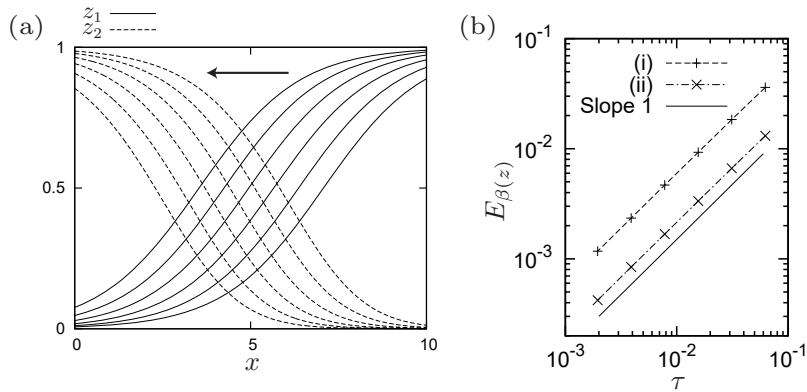 (a)
z₁
z₂
1
0.5
0
0
5
10
x
(b)
10⁻¹
10⁻²
10⁻³
E_β(z)
(i)
(ii)
Slope 1
10⁻³
10⁻²
10⁻¹
τ